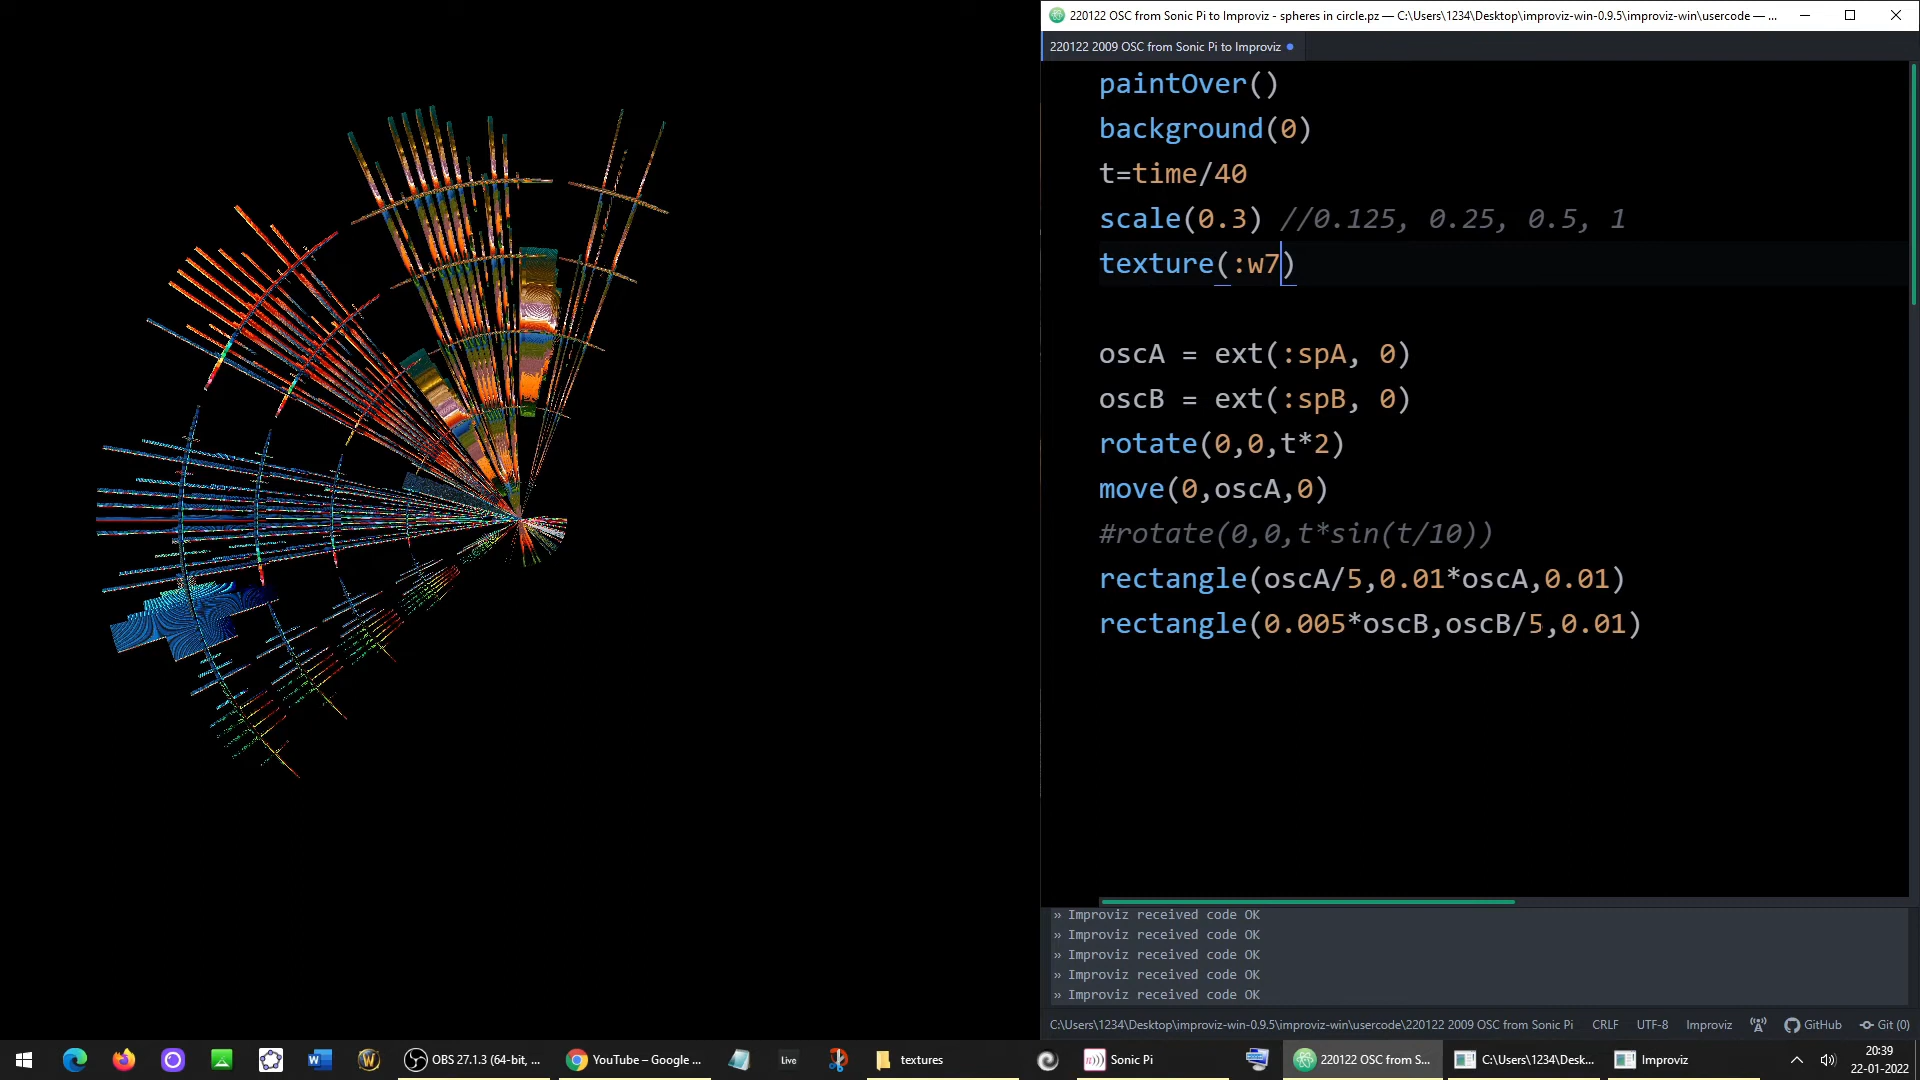 220122 OSC from Sonic Pi to Improviz - spheres in circle.pz — C:\Users\1234\Desktop\improviz-win-0.9.5\improviz-win\usercode — ...
220122 2009 OSC from Sonic Pi to Improviz
paintOver()
background(0)
t=time/40
scale(0.3) //0.125, 0.25, 0.5, 1
texture(:w7)
oscA = ext(:spA, 0)
oscB = ext(:spB, 0)
rotate(0,0,t*2)
move(0,oscA,0)
#rotate(0,0,t*sin(t/10))
rectangle(oscA/5,0.01*oscA,0.01)
rectangle(0.005*oscB,oscB/5,0.01)
» Improviz received code OK
» Improviz received code OK
» Improviz received code OK
» Improviz received code OK
» Improviz received code OK
C:\Users\1234\Desktop\improviz-win-0.9.5\improviz-win\usercode\220122 2009 OSC from Sonic Pi CRLF UTF-8 Improviz GitHub Git (0)
OBS 27.1.3 (64-bit, ... YouTube – Google ... Live textures Sonic Pi 220122 OSC from S... C:\Users\1234\Desk... Improviz 20:39
22-01-2022